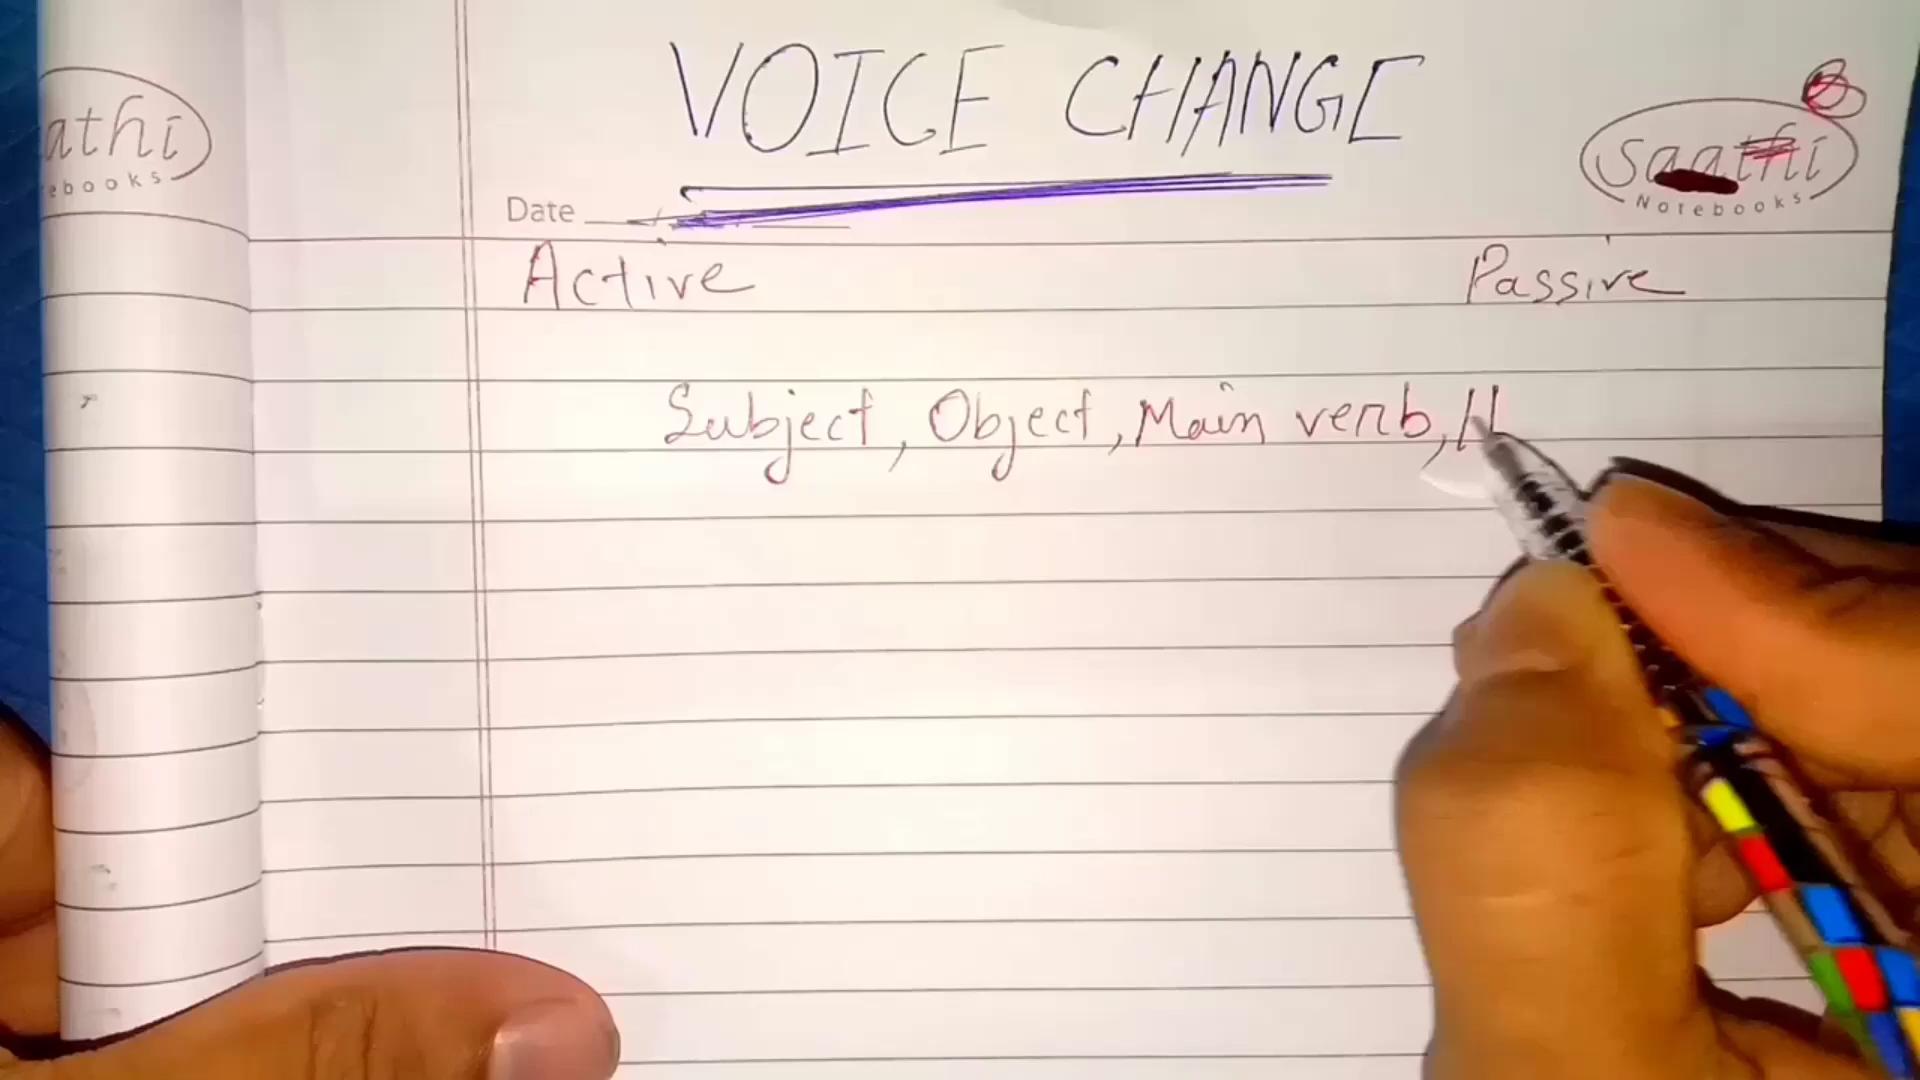 VOICE CHANGE
athi
ebooks
saathi
Notebooks
Date
Active Passive
Subject, Object, Main verb, H